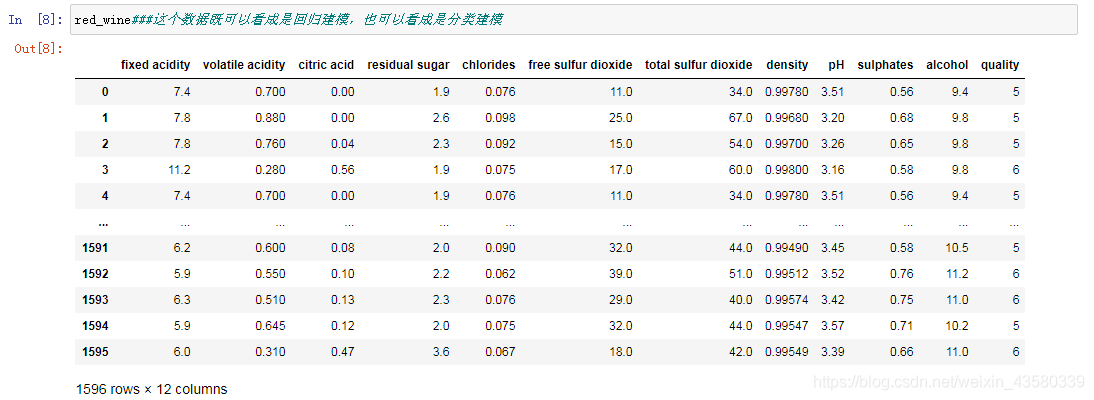 In [8]: red_wine###这个数据既可以看成是回归建模，也可以看成是分类建模
Out[8]:
fixed acidity volatile acidity citric acid residual sugar chlorides free sulfur dioxide total sulfur dioxide density pH sulphates alcohol quality
0 7.4 0.700 0.00 1.9 0.076 11.0 34.0 0.99780 3.51 0.56 9.4 5
1 7.8 0.880 0.00 2.6 0.098 25.0 67.0 0.99680 3.20 0.68 9.8 5
2 7.8 0.760 0.04 2.3 0.092 15.0 54.0 0.99700 3.26 0.65 9.8 5
3 11.2 0.280 0.56 1.9 0.075 17.0 60.0 0.99800 3.16 0.58 9.8 6
4 7.4 0.700 0.00 1.9 0.076 11.0 34.0 0.99780 3.51 0.56 9.4 5
... ... ... ... ... ... ... ... ... ... ... ... ...
1591 6.2 0.600 0.08 2.0 0.090 32.0 44.0 0.99490 3.45 0.58 10.5 5
1592 5.9 0.550 0.10 2.2 0.062 39.0 51.0 0.99512 3.52 0.76 11.2 6
1593 6.3 0.510 0.13 2.3 0.076 29.0 40.0 0.99574 3.42 0.75 11.0 6
1594 5.9 0.645 0.12 2.0 0.075 32.0 44.0 0.99547 3.57 0.71 10.2 5
1595 6.0 0.310 0.47 3.6 0.067 18.0 42.0 0.99549 3.39 0.66 11.0 6
1596 rows × 12 columns
https://blog.csdn.net/weixin_43580339